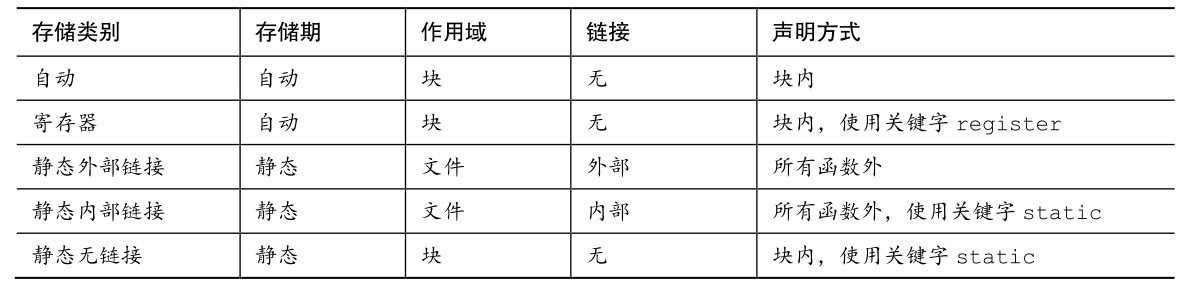 存储类别 存储期 作用域 链接 声明方式
自动 自动 块 无 块内
寄存器 自动 块 无 块内，使用关键字 register
静态外部链接 静态 文件 外部 所有函数外
静态内部链接 静态 文件 内部 所有函数外，使用关键字 static
静态无链接 静态 块 无 块内，使用关键字 static